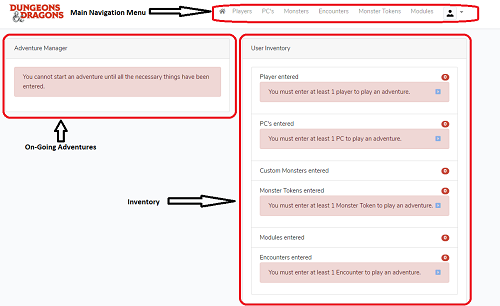 DUNGEONS
& DRAGONS
Main Navigation Menu
Players PC's Monsters Encounters Monster Tokens Modules
Adventure Manager
You cannot start an adventure until all the necessary things have been
entered.
On-Going Adventures
User Inventory
Player entered 0
You must enter at least 1 player to play an adventure.
PC's entered 0
You must enter at least 1 PC to play an adventure.
Custom Monsters entered 0
Monster Tokens entered 0
You must enter at least 1 Monster Token to play an adventure.
Modules entered 0
Encounters entered 0
You must enter at least 1 Encounter to play an adventure.
Inventory